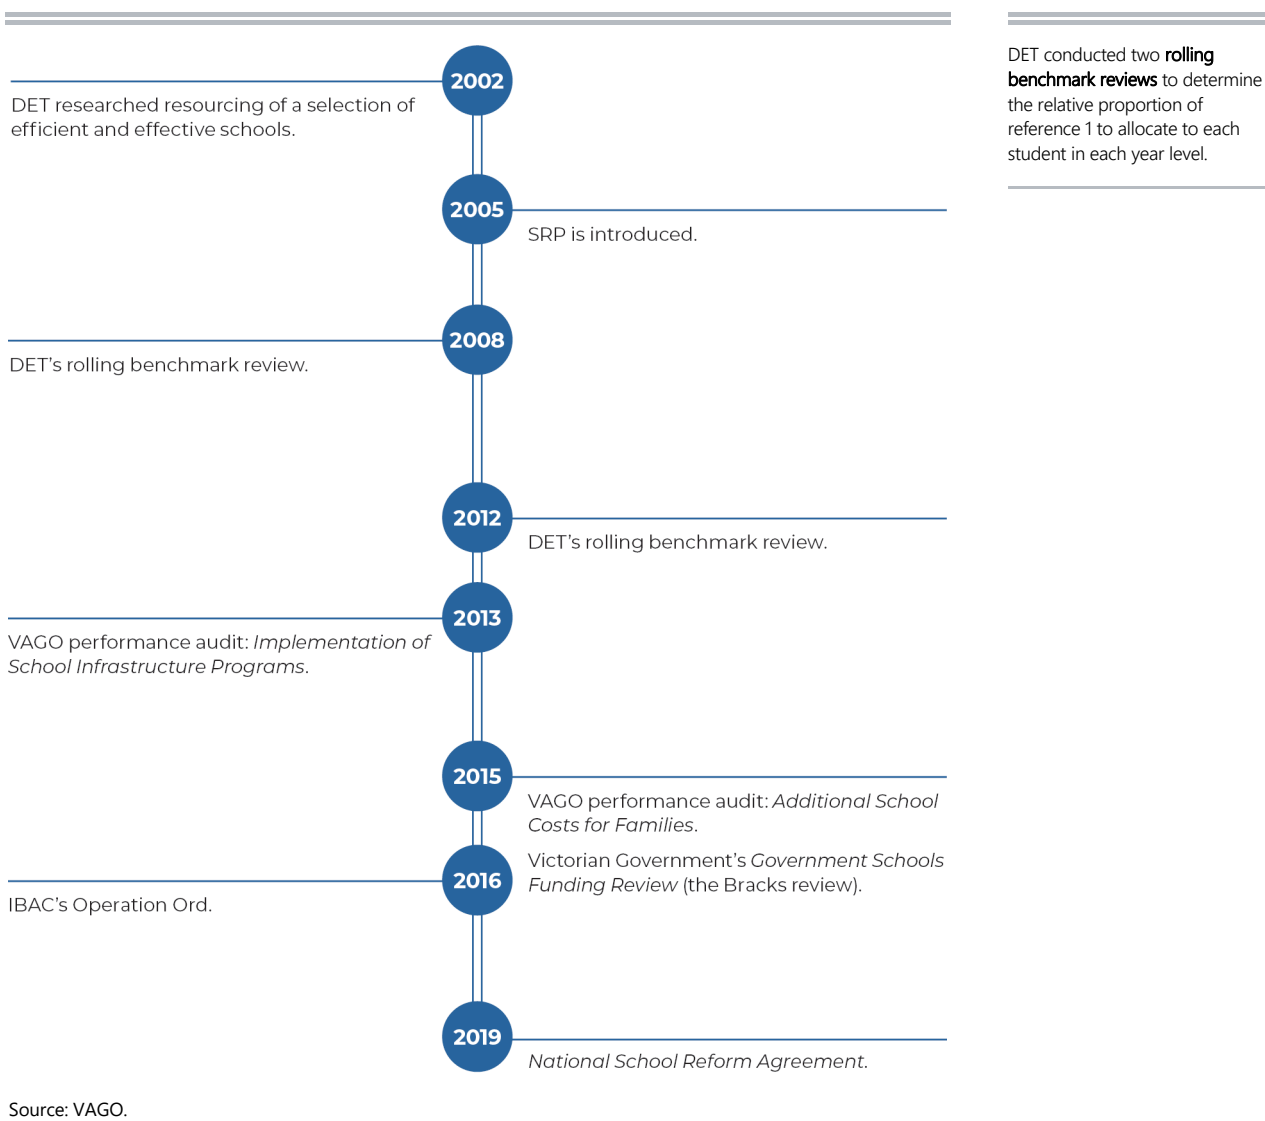 2002
DET researched resourcing of a selection of
efficient and effective schools.
2005
SRP is introduced.
2008
DET’s rolling benchmark review.
2012
DET’s rolling benchmark review.
2013
VAGO performance audit: Implementation of
School Infrastructure Programs.
2015
VAGO performance audit: Additional School
Costs for Families.
Victorian Government’s Government Schools
Funding Review (the Bracks review).
2016
IBAC’s Operation Ord.
2019
National School Reform Agreement.
Source: VAGO.
DET conducted two rolling
benchmark reviews to determine
the relative proportion of
reference 1 to allocate to each
student in each year level.